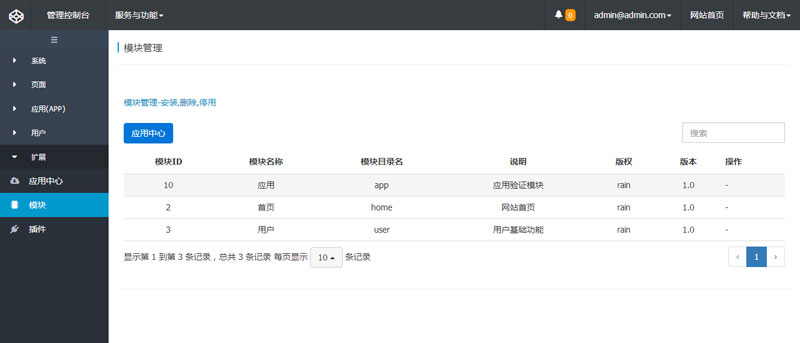 管理控制台 服务与功能 0 admin@admin.com 网站首页 帮助与文档
系统
页面
应用(APP)
用户
扩展
应用中心
模块
插件
模块管理
模块管理-安装,删除,停用
应用中心 搜索
模块ID 模块名称 模块目录名 说明 版权 版本 操作
10 应用 app 应用验证模块 rain 1.0 -
2 首页 home 网站首页 rain 1.0 -
3 用户 user 用户基础功能 rain 1.0 -
显示第 1 到第 3 条记录，总共 3 条记录 每页显示 10 条记录 ‹ 1 ›